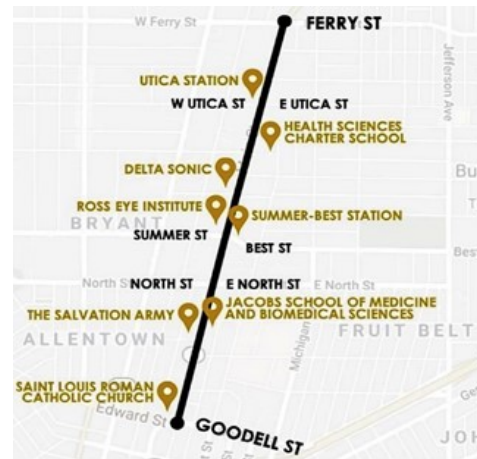 W Ferry St
FERRY ST
Jefferson Ave
UTICA STATION
W UTICA ST
E UTICA ST
HEALTH SCIENCES
CHARTER SCHOOL
DELTA SONIC
Bu
ROSS EYE INSTITUTE
SUMMER-BEST STATION
BRYANT
SUMMER ST
BEST ST
Best
North St
NORTH ST
E NORTH ST
E North St
THE SALVATION ARMY
JACOBS SCHOOL OF MEDICINE
AND BIOMEDICAL SCIENCES
Michigan
FRUIT BELT
ALLENTOWN
SAINT LOUIS ROMAN
CATHOLIC CHURCH
Edward St
GOODELL ST
JOH